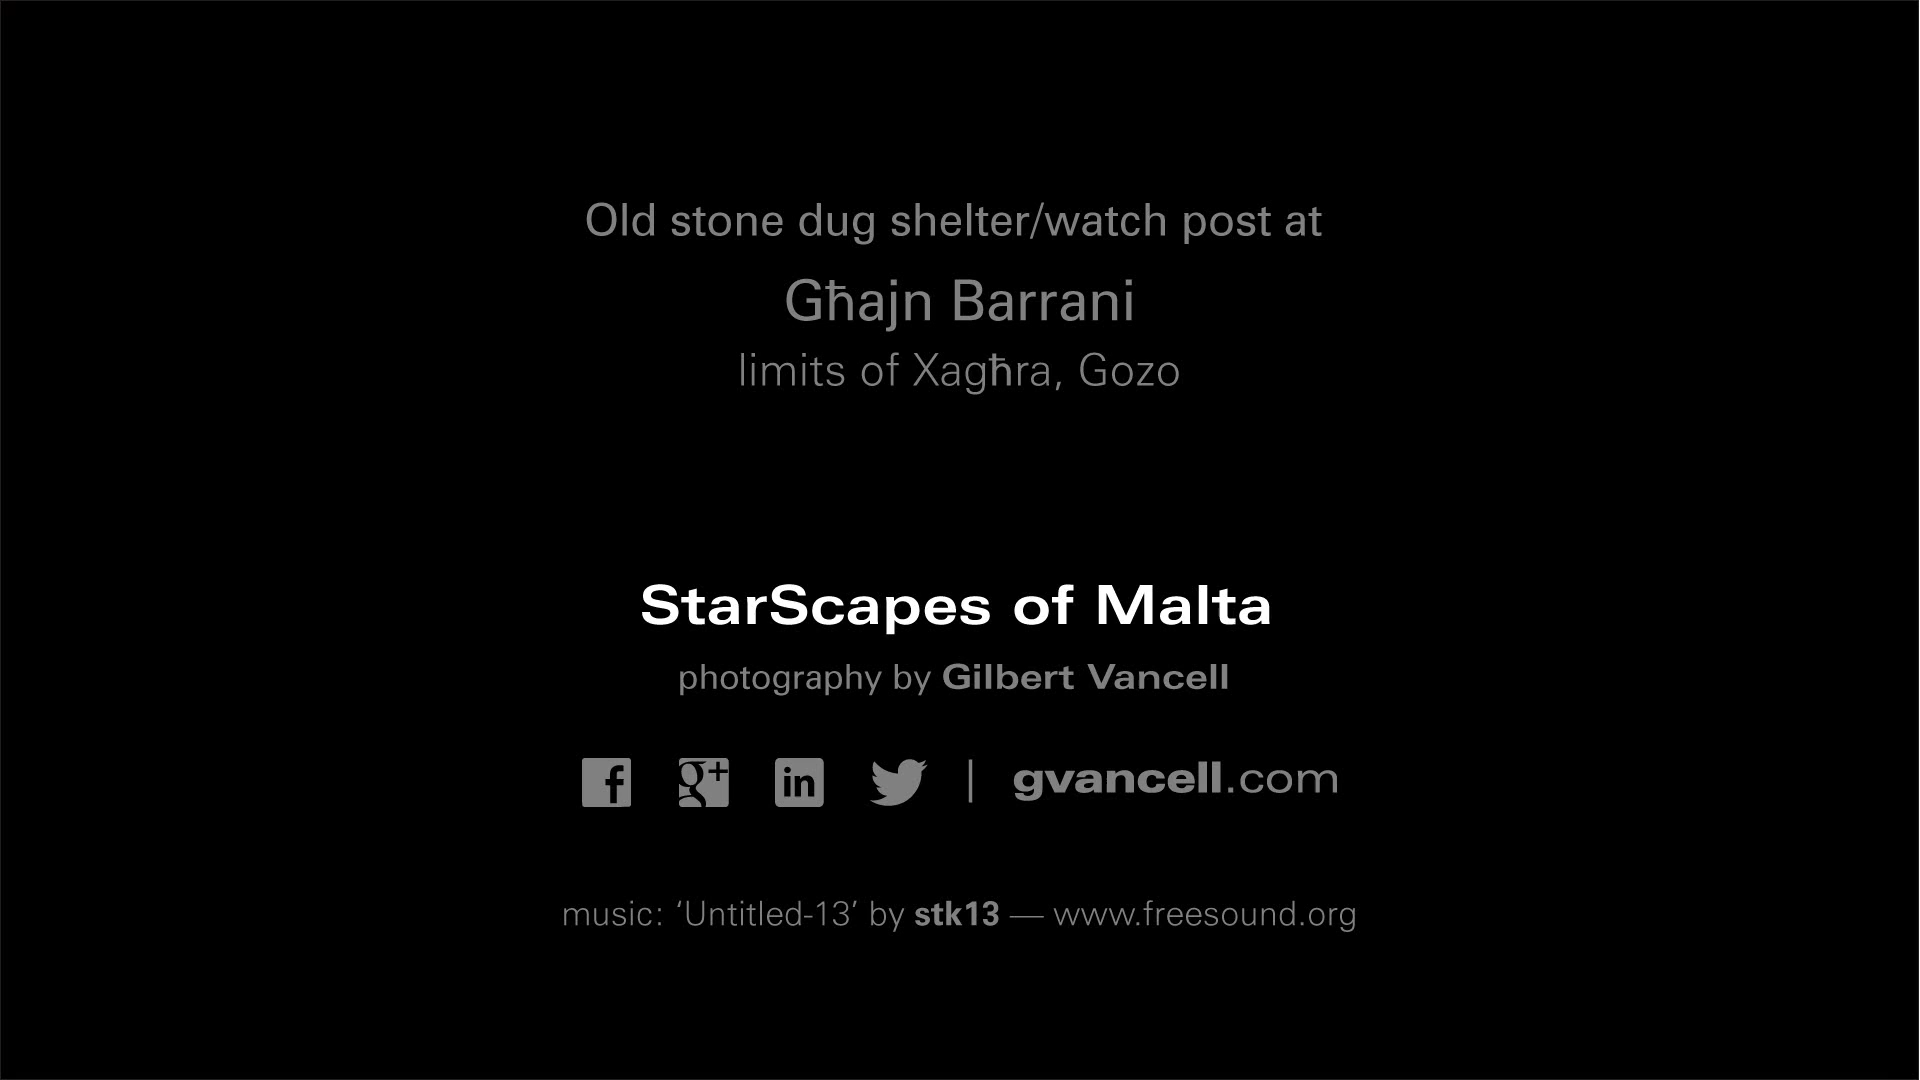 Old stone dug shelter/watch post at
Għajn Barrani
limits of Xagħra, Gozo
StarScapes of Malta
photography by Gilbert Vancell
f g+ in | gvancell.com
music: ‘Untitled-13’ by stk13 — www.freesound.org